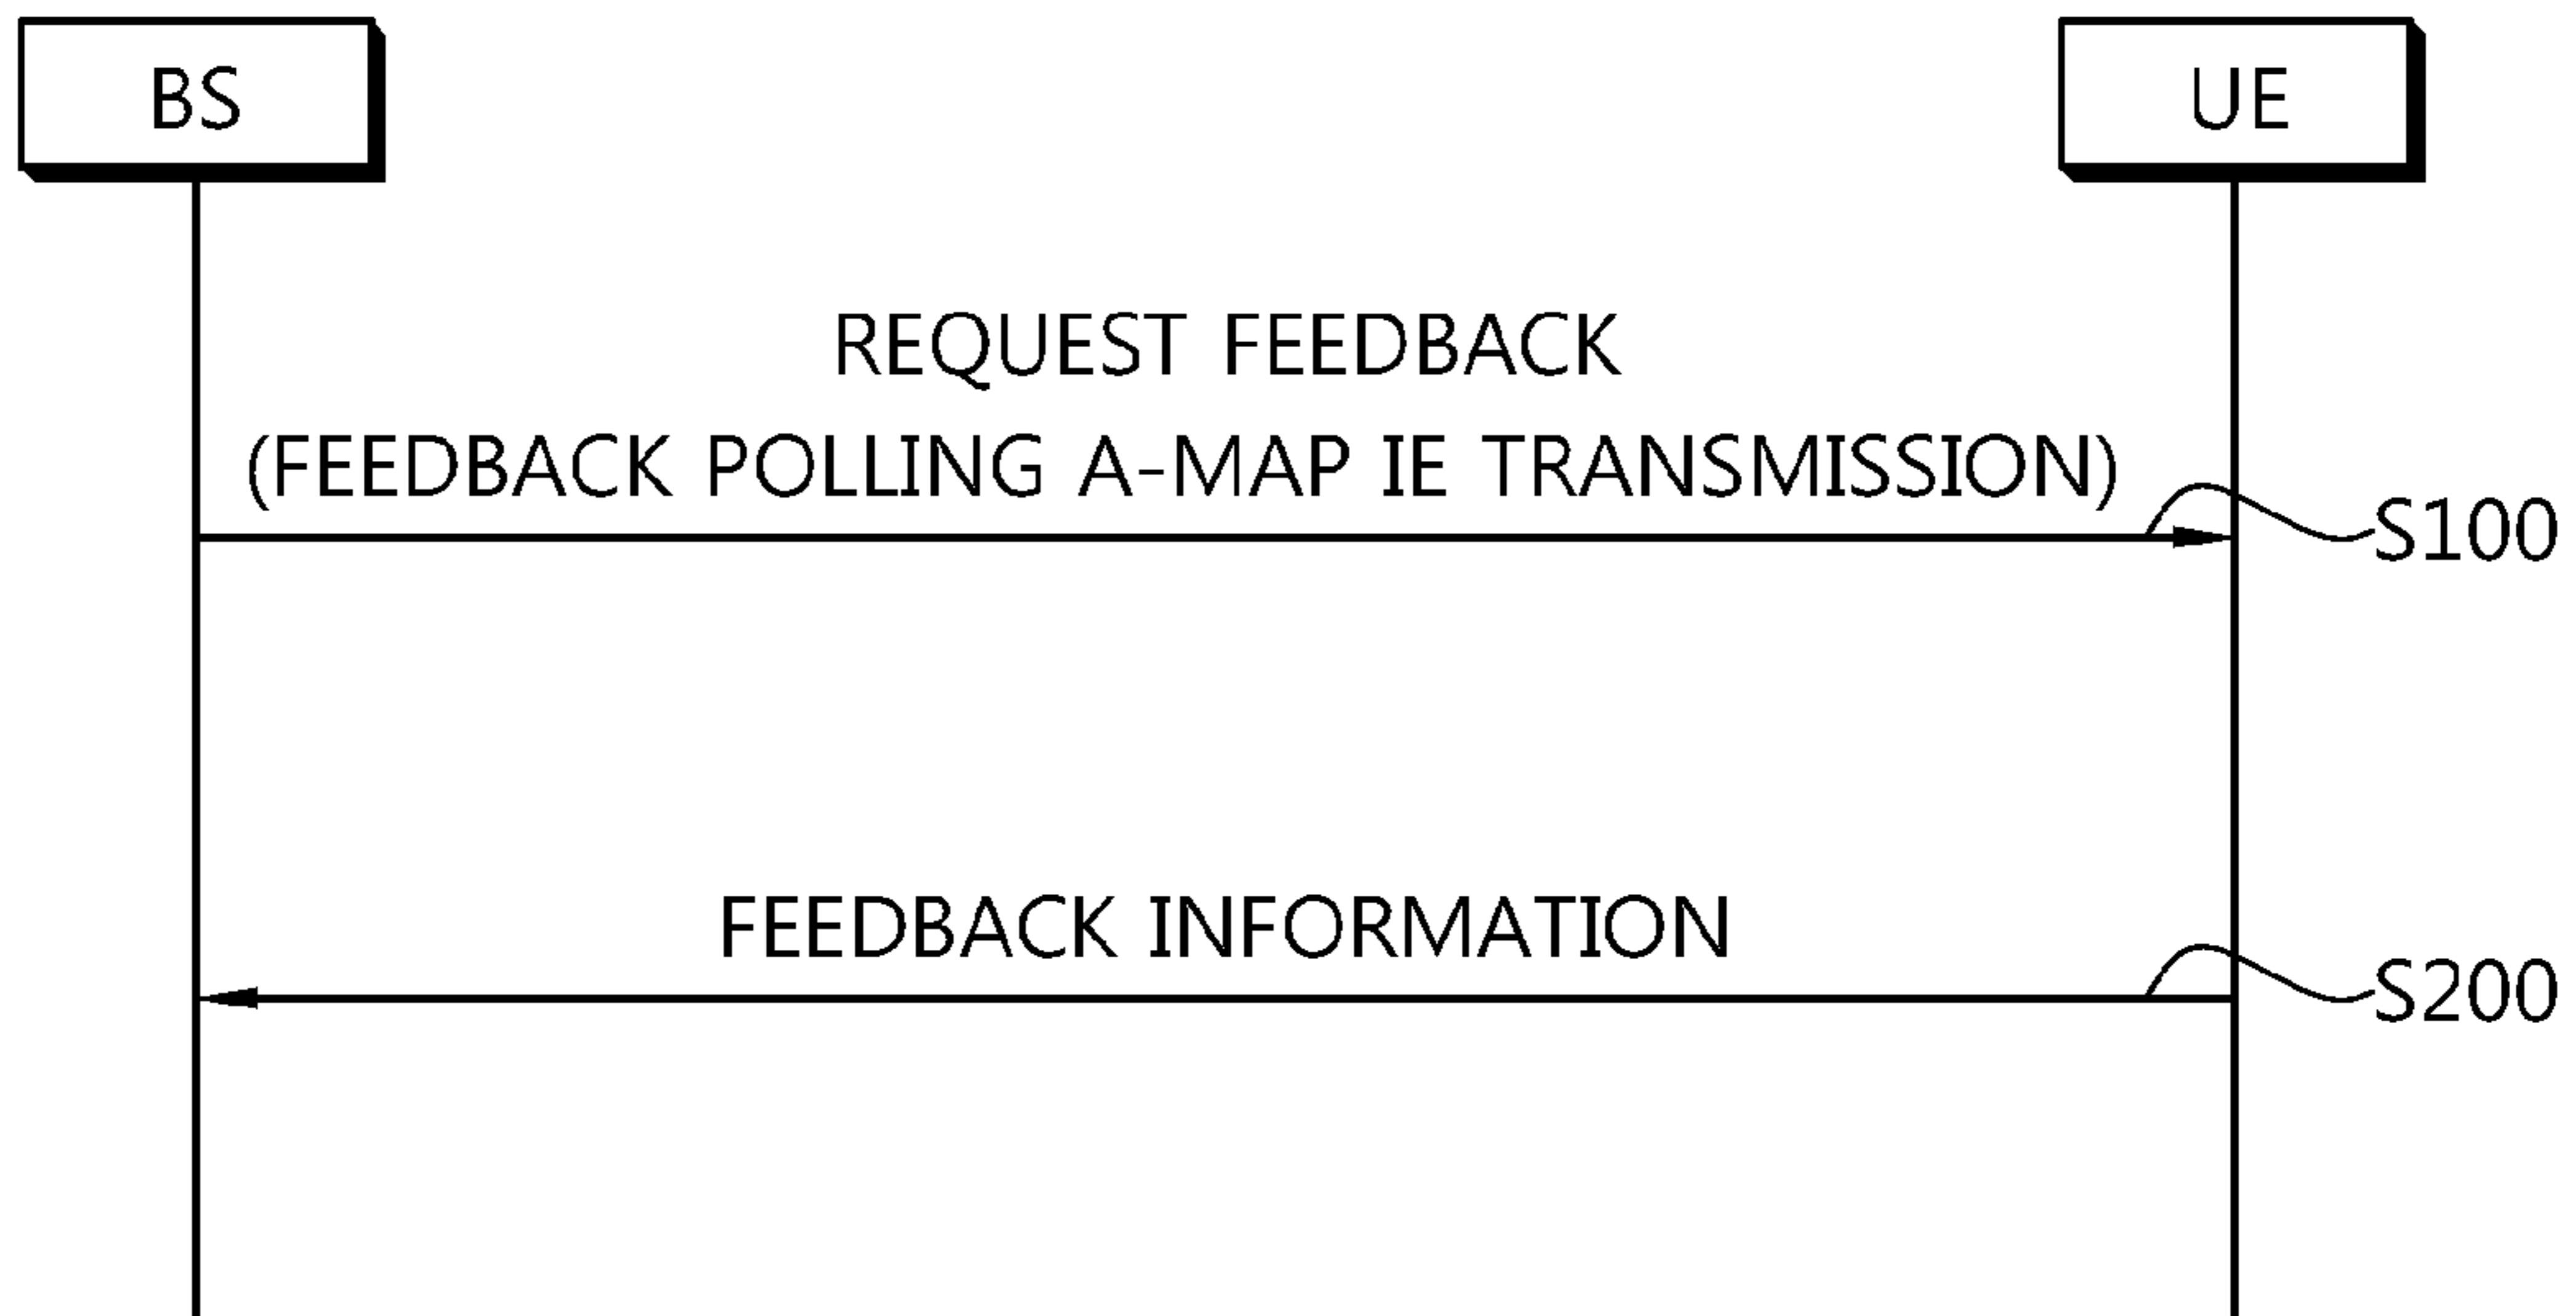 BS
UE
REQUEST FEEDBACK
(FEEDBACK POLLING A-MAP IE TRANSMISSION)
S100
FEEDBACK INFORMATION
S200